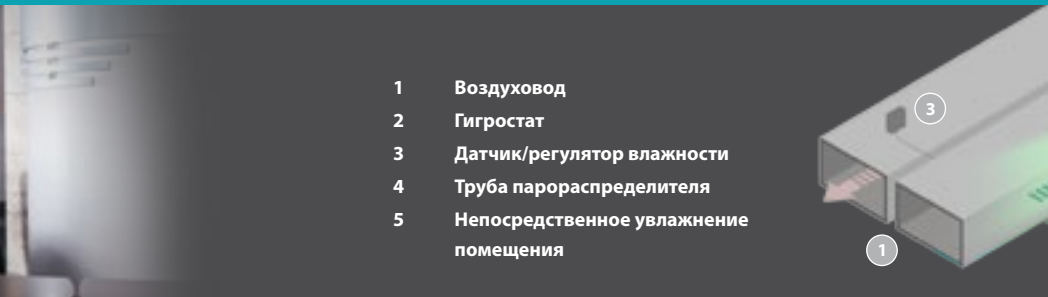 1 Воздуховод
2 Гигростат
3 Датчик/регулятор влажности
4 Труба парораспределителя
5 Непосредственное увлажнение
помещения
3
1